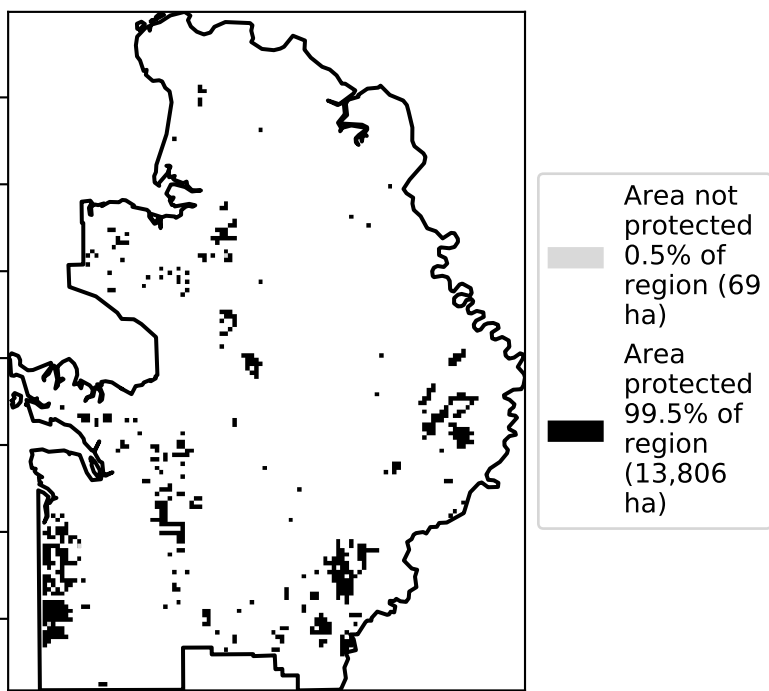 Area not
protected
0.5% of
region (69
ha)
Area
protected
99.5% of
region
(13,806
ha)